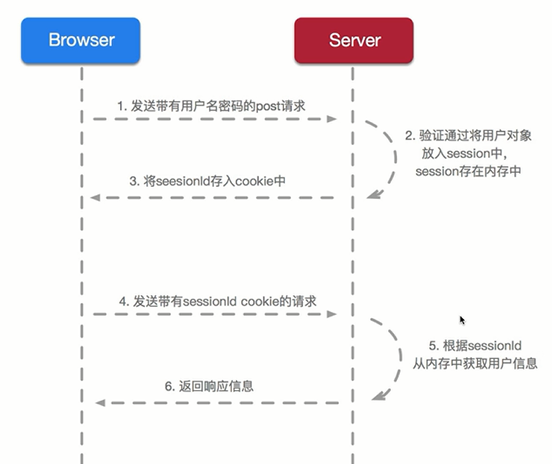 Browser
Server
1. 发送带有用户名密码的post请求
2. 验证通过将用户对象
放入session中,
session存在内存中
3. 将seesionId存入cookie中
4. 发送带有sessionId cookie的请求
5. 根据sessionId
从内存中获取用户信息
6. 返回响应信息